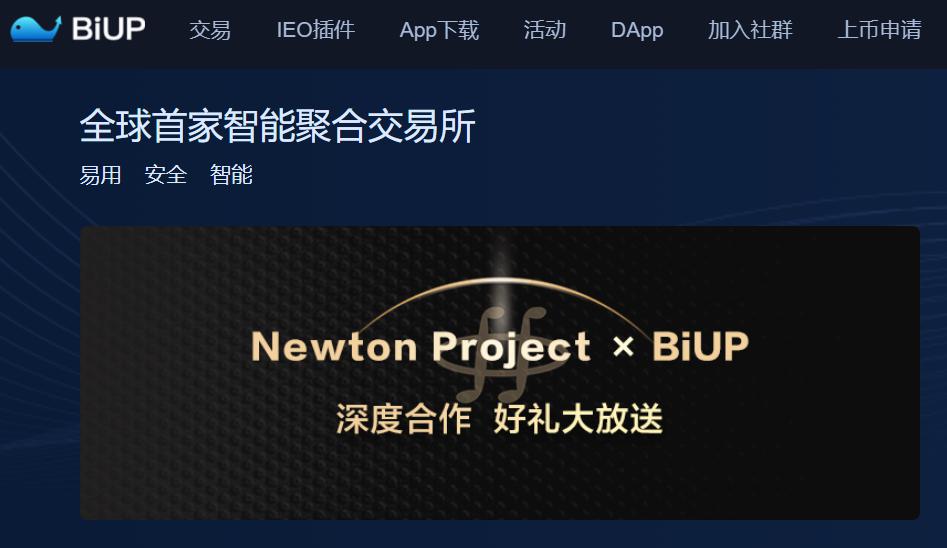 BiUP 交易 IEO插件 App下载 活动 DApp 加入社群 上币申请
全球首家智能聚合交易所
易用 安全 智能
Newton Project × BiUP
深度合作 好礼大放送